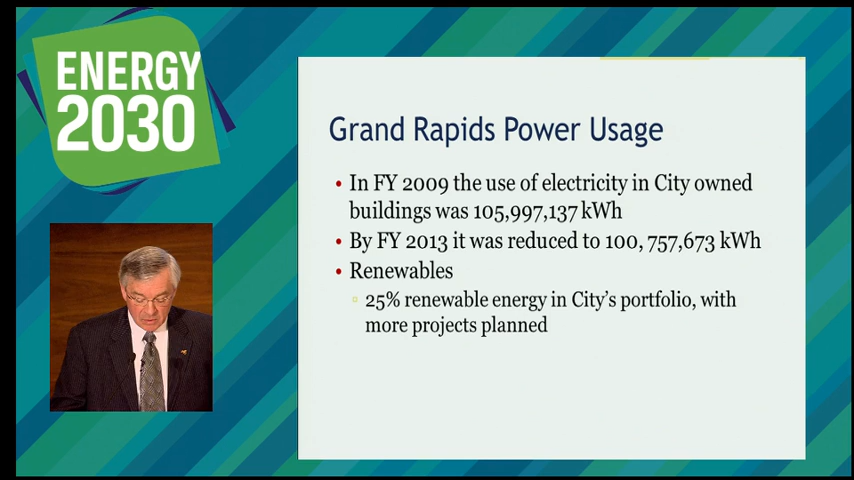 ENERGY
2030
Grand Rapids Power Usage
• In FY 2009 the use of electricity in City owned
buildings was 105,997,137 kWh
• By FY 2013 it was reduced to 100, 757,673 kWh
• Renewables
▫ 25% renewable energy in City’s portfolio, with
more projects planned